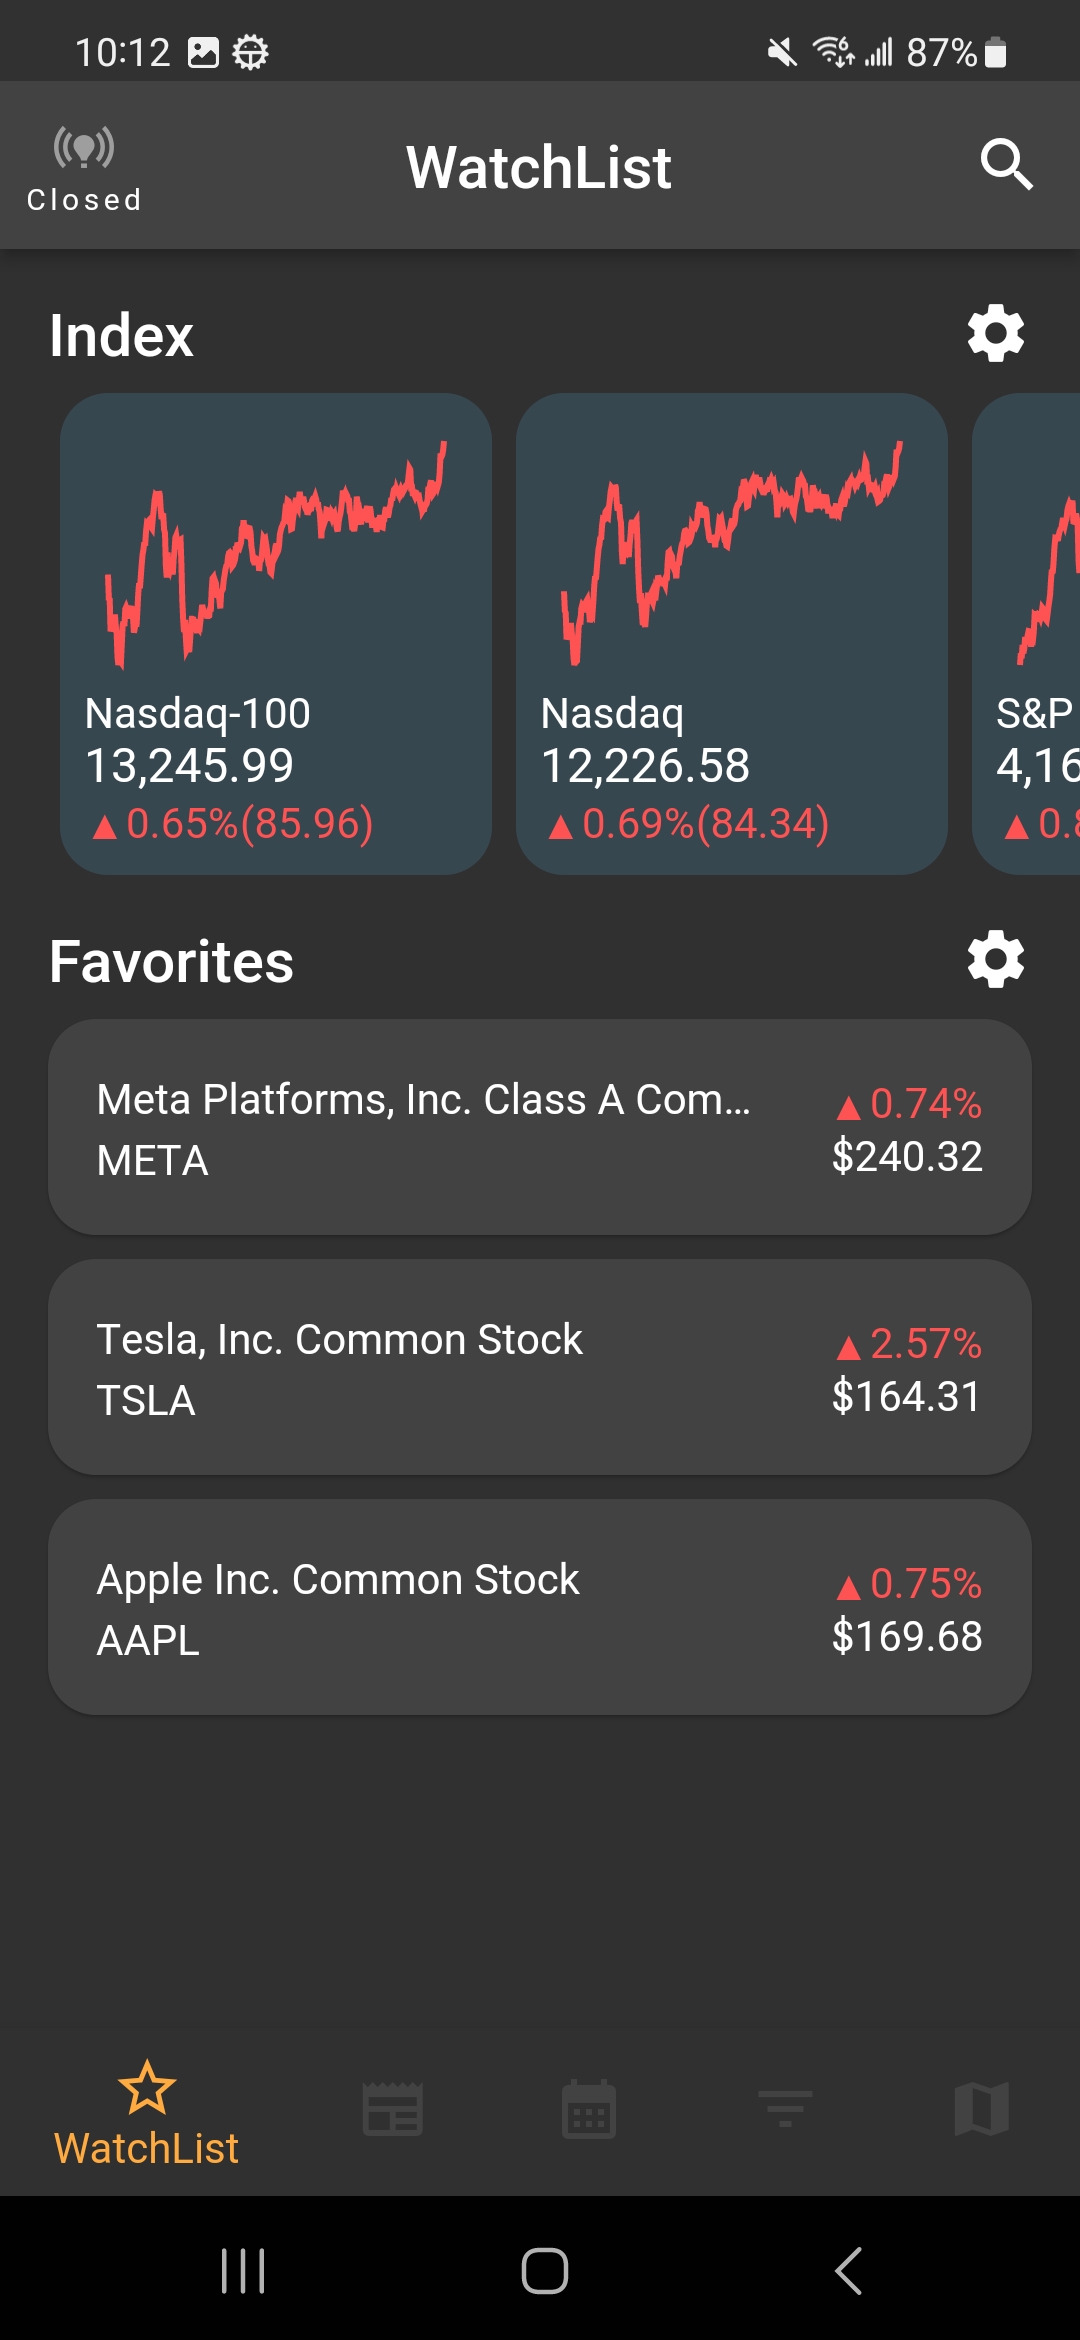 10:12
87%
Closed
WatchList
Index
Nasdaq-100
13,245.99
▲0.65%(85.96)
Nasdaq
12,226.58
▲0.69%(84.34)
S&P
4,16
▲0.8
Favorites
Meta Platforms, Inc. Class A Com...
META
▲0.74%
$240.32
Tesla, Inc. Common Stock
TSLA
▲2.57%
$164.31
Apple Inc. Common Stock
AAPL
▲0.75%
$169.68
WatchList